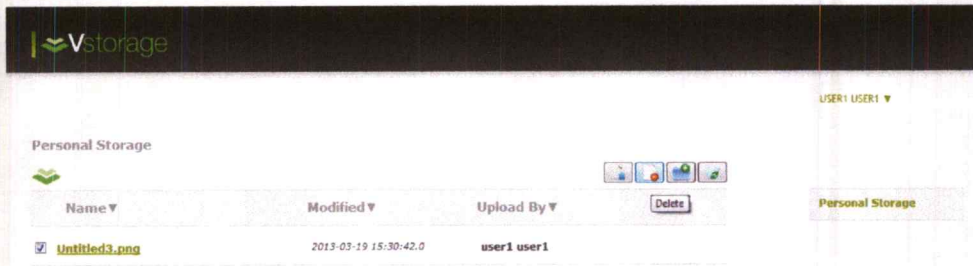 Vstorage
USER1 USER1 ▼
Personal Storage
Name▼ Modified▼ Upload By▼ Delete Personal Storage
Untitled3.png 2013-03-19 15:30:42.0 user1 user1